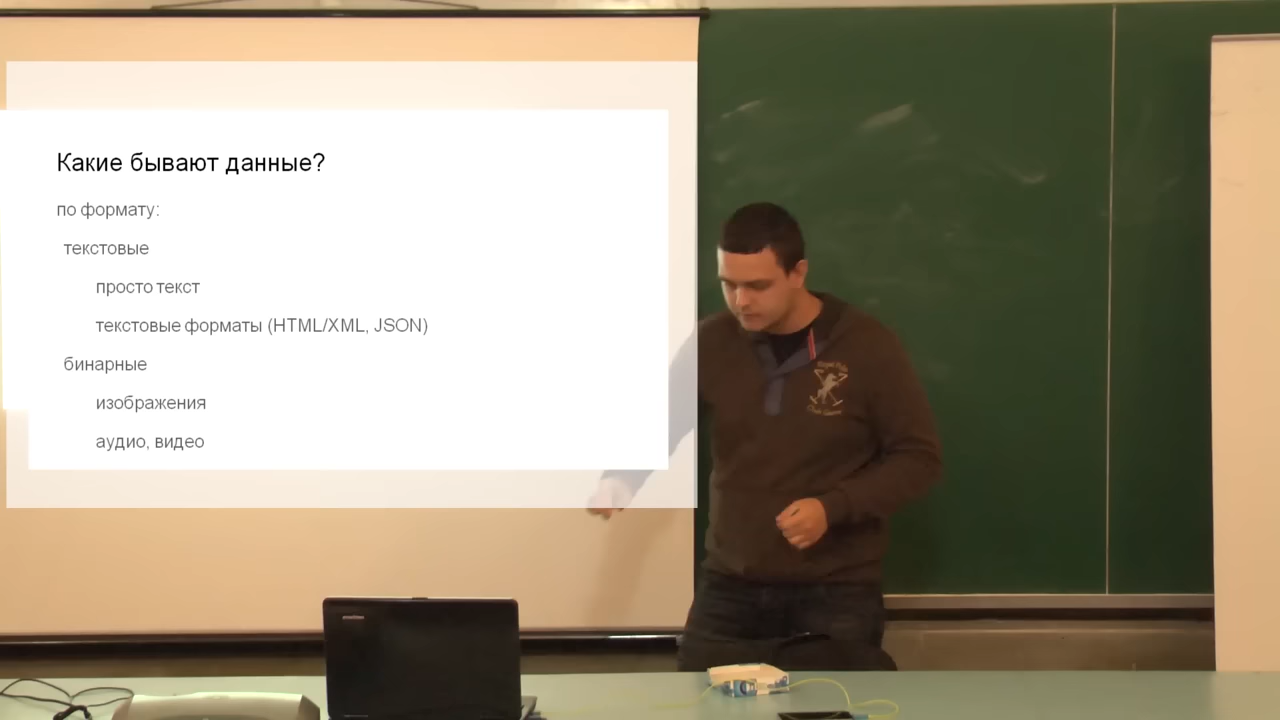 Какие бывают данные?
по формату:
текстовые
просто текст
текстовые форматы (HTML/XML, JSON)
бинарные
изображения
аудио, видео